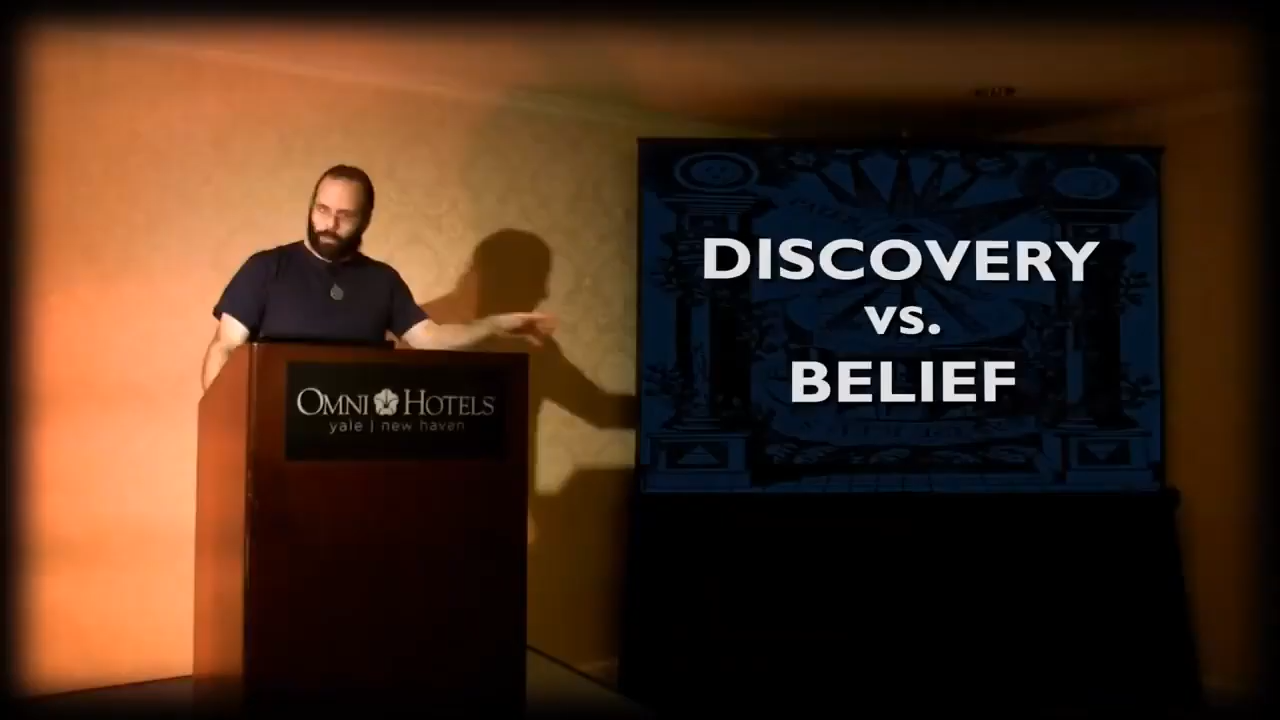 OMNI HOTELS
yale | new haven
DISCOVERY
vs.
BELIEF